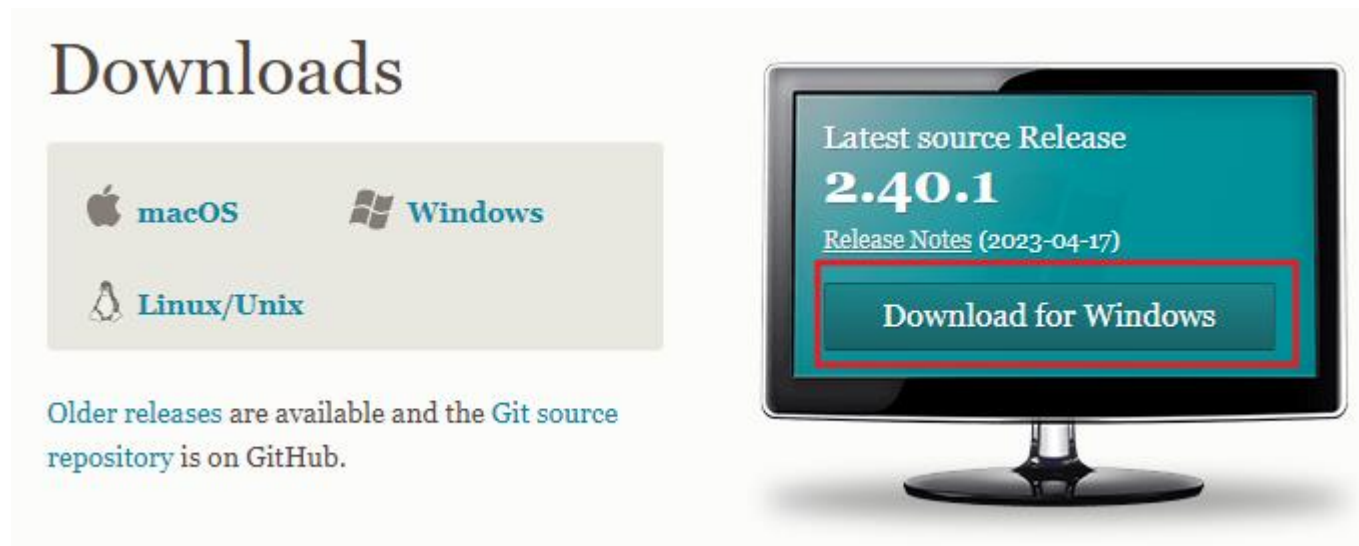 Downloads
macOS
Windows
Linux/Unix
Older releases are available and the Git source
repository is on GitHub.
Latest source Release
2.40.1
Release Notes (2023-04-17)
Download for Windows